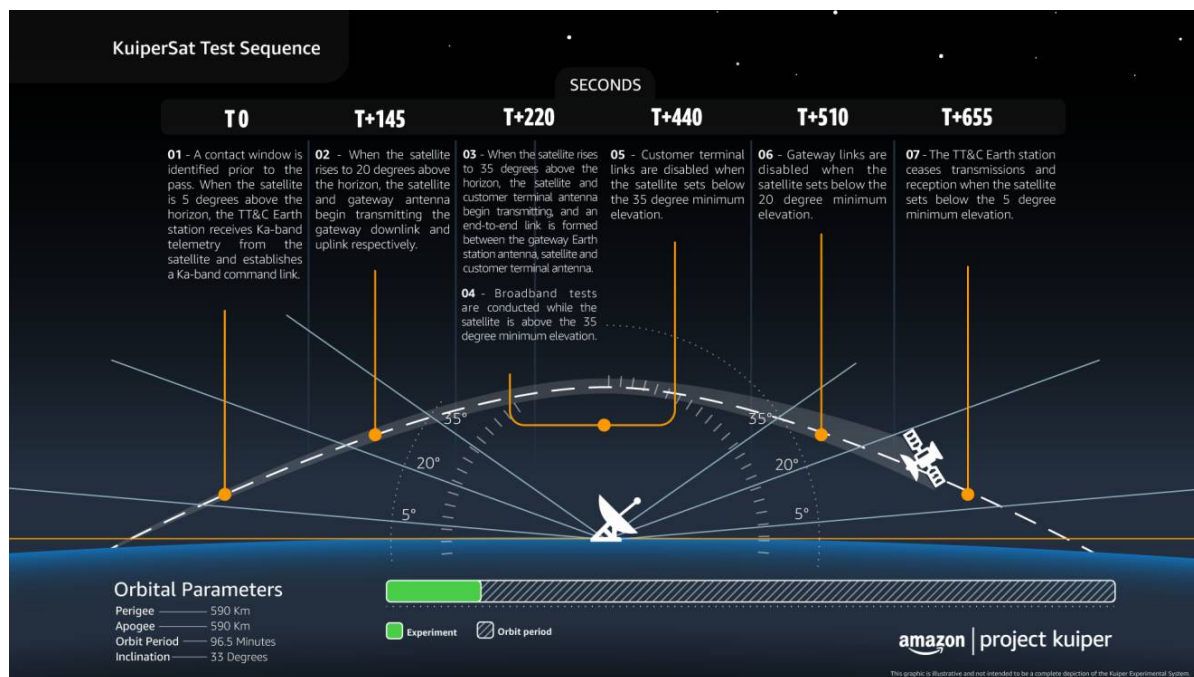 KuiperSat Test Sequence
SECONDS
T 0
T+145
T+220
T+440
T+510
T+655
01 - A contact window is
identified prior to the
pass. When the satellite
is 5 degrees above the
horizon, the TT&C Earth
station receives Ka-band
telemetry from the
satellite and establishes
a Ka-band command link.
02 - When the satellite
rises to 20 degrees above
the horizon, the satellite
and gateway antenna
begin transmitting the
gateway downlink and
uplink respectively.
03 - When the satellite rises
to 35 degrees above the
horizon, the satellite and
customer terminal antenna
begin transmitting, and an
end-to-end link is formed
between the gateway Earth
station antenna, satellite and
customer terminal antenna.
04 - Broadband tests
are conducted while the
satellite is above the 35
degree minimum elevation.
05 - Customer terminal
links are disabled when
the satellite sets below
the 35 degree minimum
elevation.
06 - Gateway links are
disabled when the
satellite sets below the
20 degree minimum
elevation.
07 - The TT&C Earth station
ceases transmissions and
reception when the satellite
sets below the 5 degree
minimum elevation.
35°
35°
20°
20°
5°
5°
Orbital Parameters
Perigee 590 Km
Apogee 590 Km
Orbit Period 96.5 Minutes
Inclination 33 Degrees
Experiment
Orbit period
amazon | project kuiper
This graphic is illustrative and not intended to be a complete depiction of the Kuiper Experimental System.